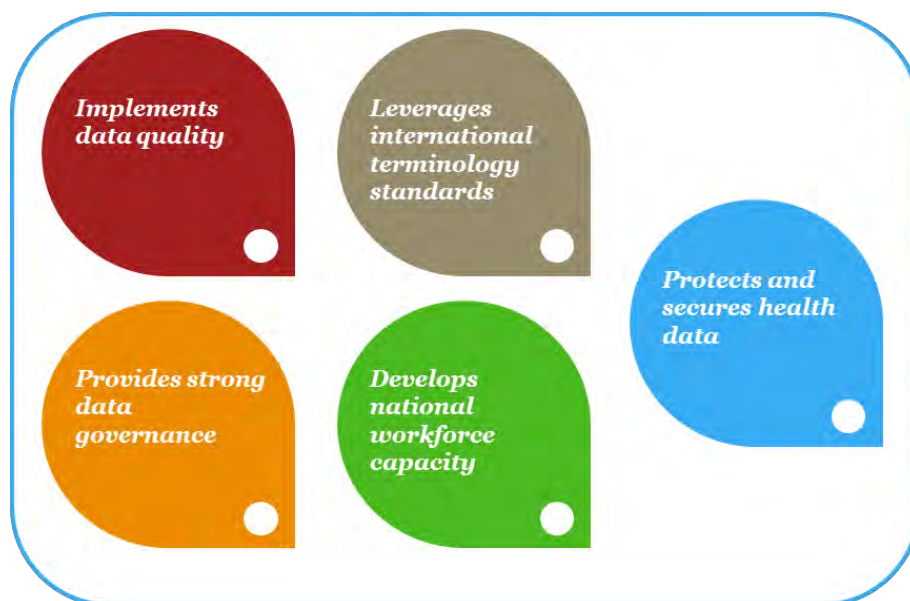 Implements
data quality
Leverages
international
terminology
standards
Protects and
secures health
data
Provides strong
data
governance
Develops
national
workforce
capacity